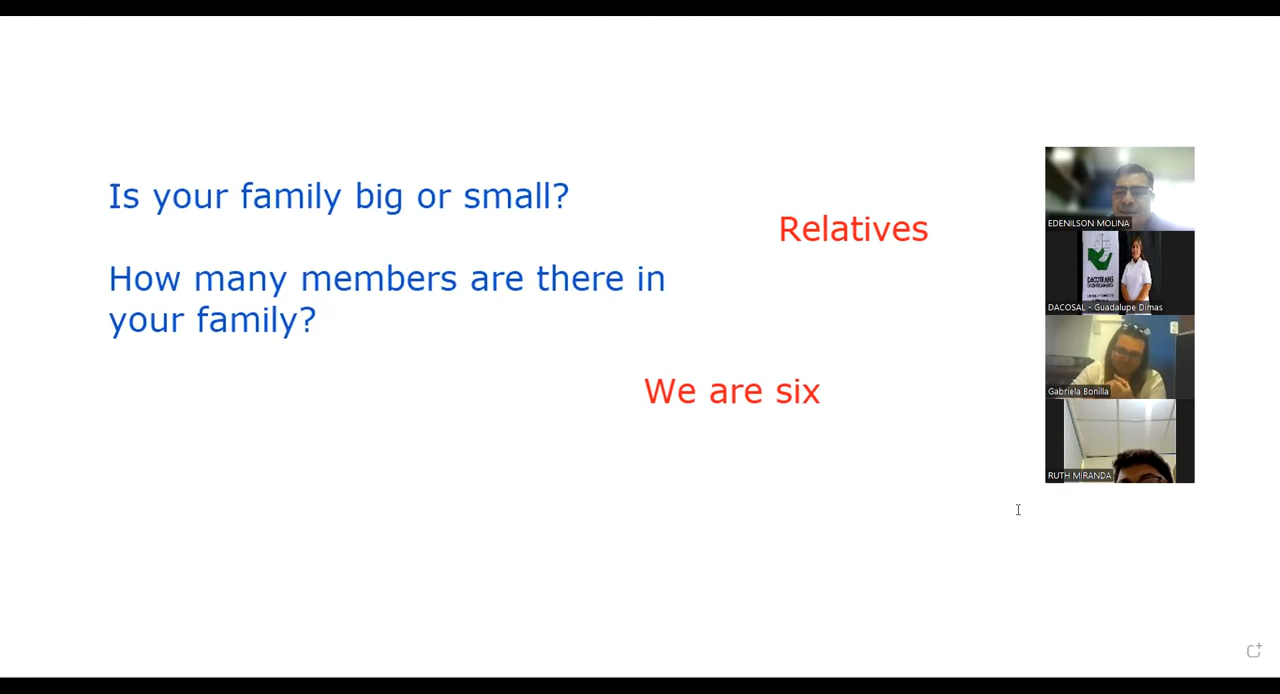 Is your family big or small?
Relatives
How many members are there in
your family?
We are six
EDENILSON MOLINA
DACOTRANS
DACOSAL - Guadalupe Dimas
Gabriela Bonilla
RUTH MIRANDA